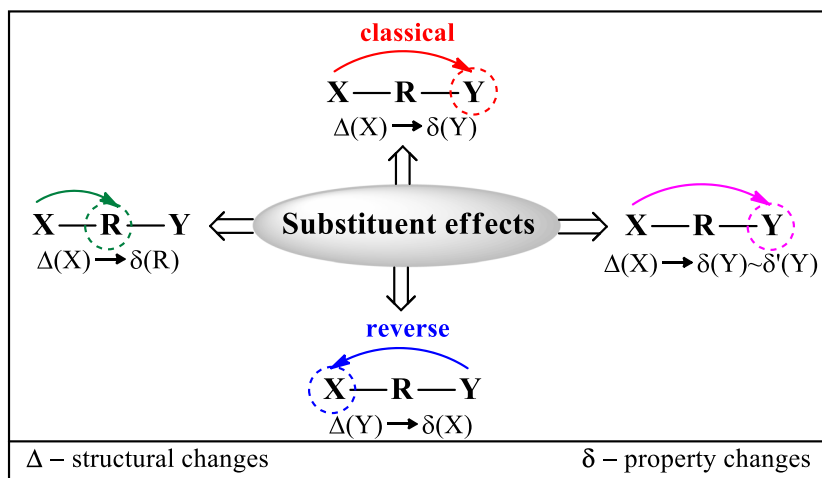 classical
X — R — Y
Δ(X) → δ(Y)
X — R — Y
Δ(X) → δ(R)
Substituent effects
X — R — Y
Δ(X) → δ(Y)~δ'(Y)
reverse
X — R — Y
Δ(Y) → δ(X)
Δ – structural changes
δ – property changes